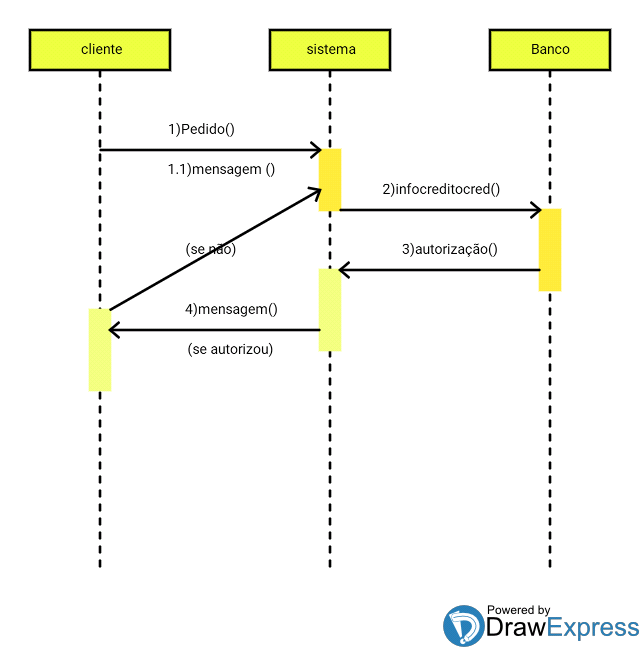 cliente
sistema
Banco
1)Pedido()
1.1)mensagem ()
2)infocreditocred()
(se não)
3)autorização()
4)mensagem()
(se autorizou)
Powered by
DrawExpress